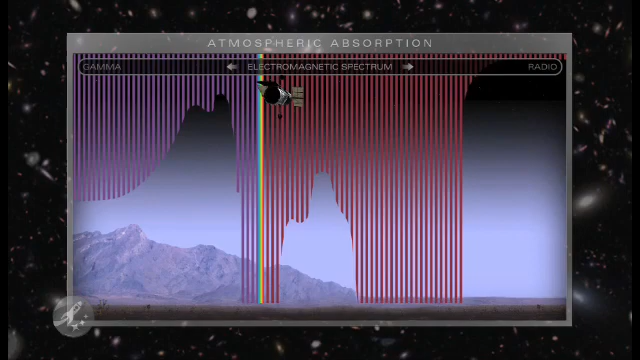 ATMOSPHERIC ABSORPTION
GAMMA ELECTROMAGNETIC SPECTRUM RADIO